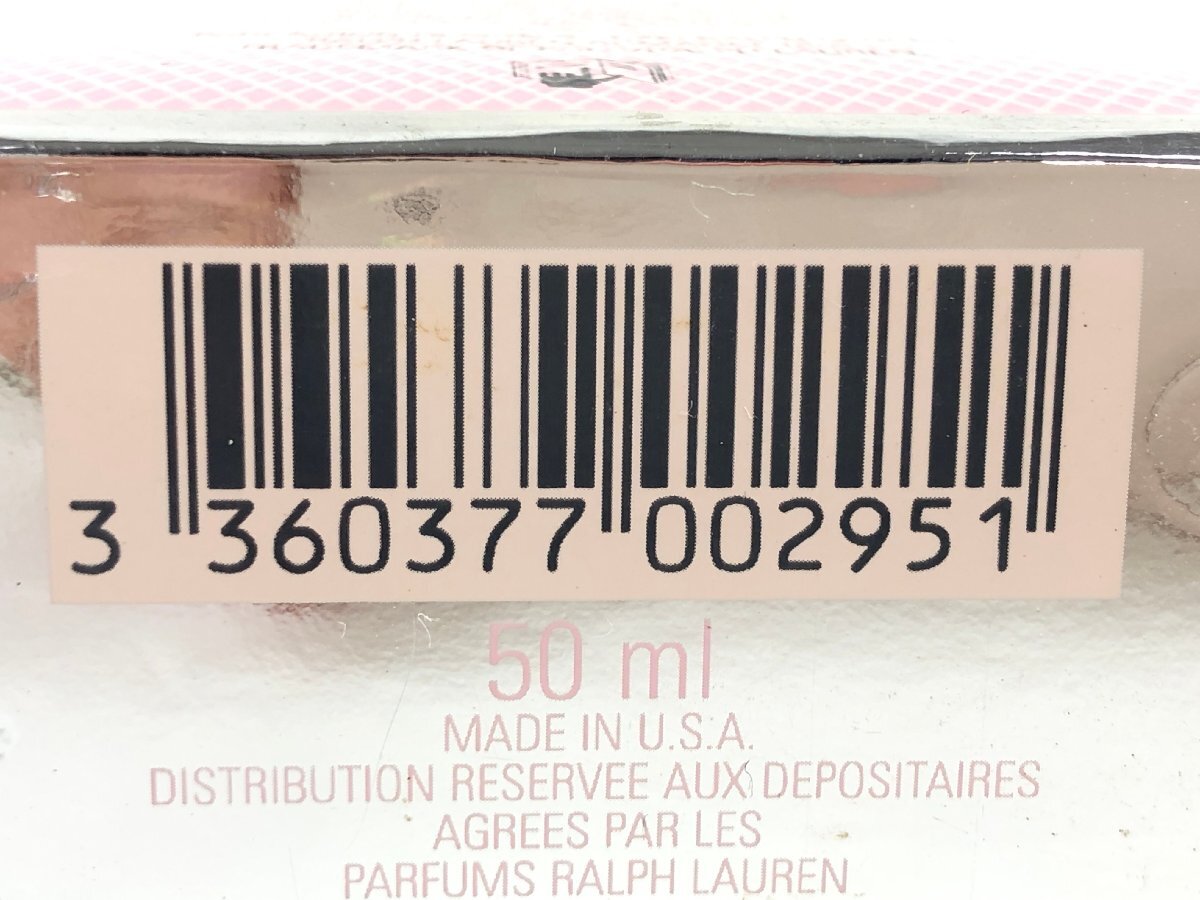 3 360377 002951
50 ml
MADE IN U.S.A.
DISTRIBUTION RESERVEE AUX DEPOSITAIRES
AGREES PAR LES
PARFUMS RALPH LAUREN